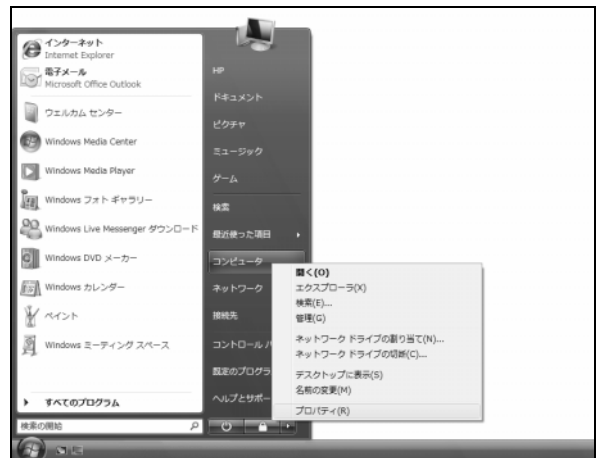 インターネット
Internet Explorer
電子メール
Microsoft Office Outlook
ウェルカム センター
Windows Media Center
Windows Media Player
Windows フォト ギャラリー
Windows Live Messenger ダウンロード
Windows DVD メーカー
Windows カレンダー
ペイント
Windows ミーティング スペース
すべてのプログラム
検索の開始
HP
ドキュメント
ピクチャ
ミュージック
ゲーム
検索
最近使った項目
コンピュータ
ネットワーク
接続先
コントロール パ
既定のプログラ
ヘルプとサポー
開く(O)
エクスプローラ(X)
検索(E)...
管理(G)
ネットワーク ドライブの割り当て(N)...
ネットワーク ドライブの切断(C)...
デスクトップに表示(S)
名前の変更(M)
プロパティ(R)